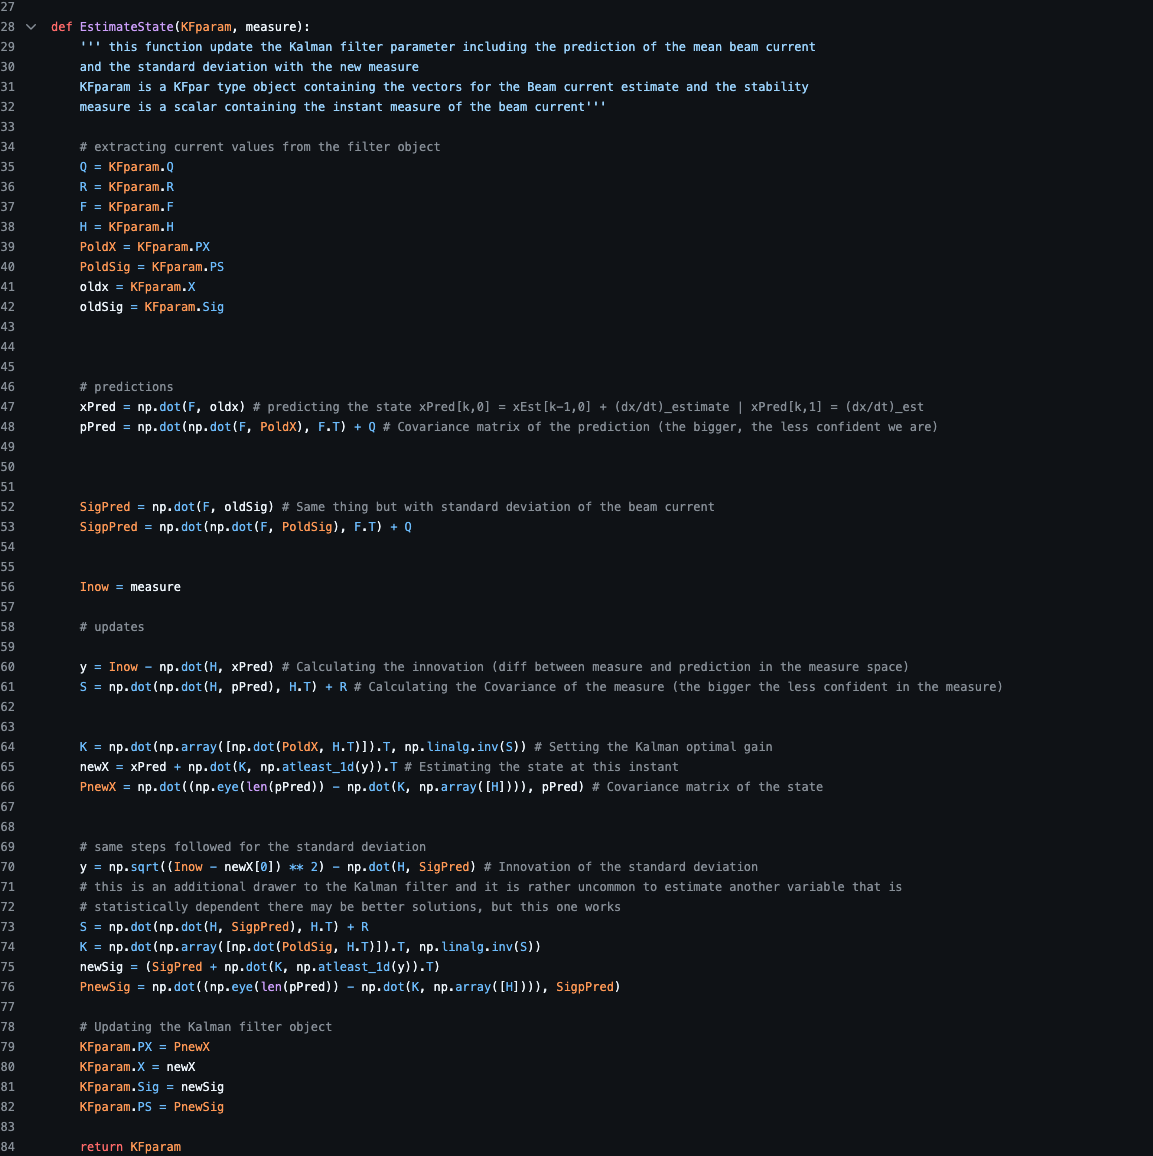 27
28 def EstimateState(KFparam, measure):
29 ''' this function update the Kalman filter parameter including the prediction of the mean beam current
30 and the standard deviation with the new measure
31 KFparam is a KFpar type object containing the vectors for the Beam current estimate and the stability
32 measure is a scalar containing the instant measure of the beam current'''
33
34 # extracting current values from the filter object
35 Q = KFparam.Q
36 R = KFparam.R
37 F = KFparam.F
38 H = KFparam.H
39 PoldX = KFparam.PX
40 PoldSig = KFparam.PS
41 oldx = KFparam.X
42 oldSig = KFparam.Sig
43
44
45
46 # predictions
47 xPred = np.dot(F, oldx) # predicting the state xPred[k,0] = xEst[k-1,0] + (dx/dt)_estimate | xPred[k,1] = (dx/dt)_est
48 pPred = np.dot(np.dot(F, PoldX), F.T) + Q # Covariance matrix of the prediction (the bigger, the less confident we are)
49
50
51
52 SigPred = np.dot(F, oldSig) # Same thing but with standard deviation of the beam current
53 SigpPred = np.dot(np.dot(F, PoldSig), F.T) + Q
54
55
56 Inow = measure
57
58 # updates
59
60 y = Inow - np.dot(H, xPred) # Calculating the innovation (diff between measure and prediction in the measure space)
61 S = np.dot(np.dot(H, pPred), H.T) + R # Calculating the Covariance of the measure (the bigger the less confident in the measure)
62
63
64 K = np.dot(np.array([np.dot(PoldX, H.T)]).T, np.linalg.inv(S)) # Setting the Kalman optimal gain
65 newX = xPred + np.dot(K, np.atleast_1d(y)).T # Estimating the state at this instant
66 PnewX = np.dot((np.eye(len(pPred)) - np.dot(K, np.array([H]))), pPred) # Covariance matrix of the state
67
68
69 # same steps followed for the standard deviation
70 y = np.sqrt((Inow - newX[0]) ** 2) - np.dot(H, SigPred) # Innovation of the standard deviation
71 # this is an additional drawer to the Kalman filter and it is rather uncommon to estimate another variable that is
72 # statistically dependent there may be better solutions, but this one works
73 S = np.dot(np.dot(H, SigpPred), H.T) + R
74 K = np.dot(np.array([np.dot(PoldSig, H.T)]).T, np.linalg.inv(S))
75 newSig = (SigPred + np.dot(K, np.atleast_1d(y)).T)
76 PnewSig = np.dot((np.eye(len(pPred)) - np.dot(K, np.array([H]))), SigpPred)
77
78 # Updating the Kalman filter object
79 KFparam.PX = PnewX
80 KFparam.X = newX
81 KFparam.Sig = newSig
82 KFparam.PS = PnewSig
83
84 return KFparam